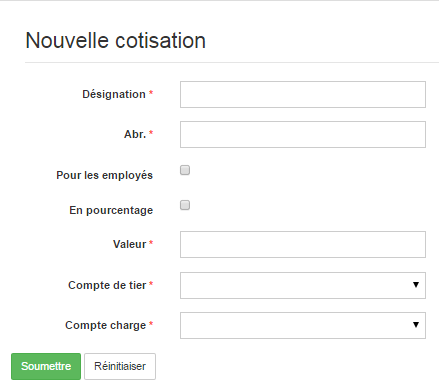 Nouvelle cotisation
Désignation *
Abr. *
Pour les employés
En pourcentage
Valeur *
Compte de tier *
Compte charge *
Soumettre Réinitiaiser